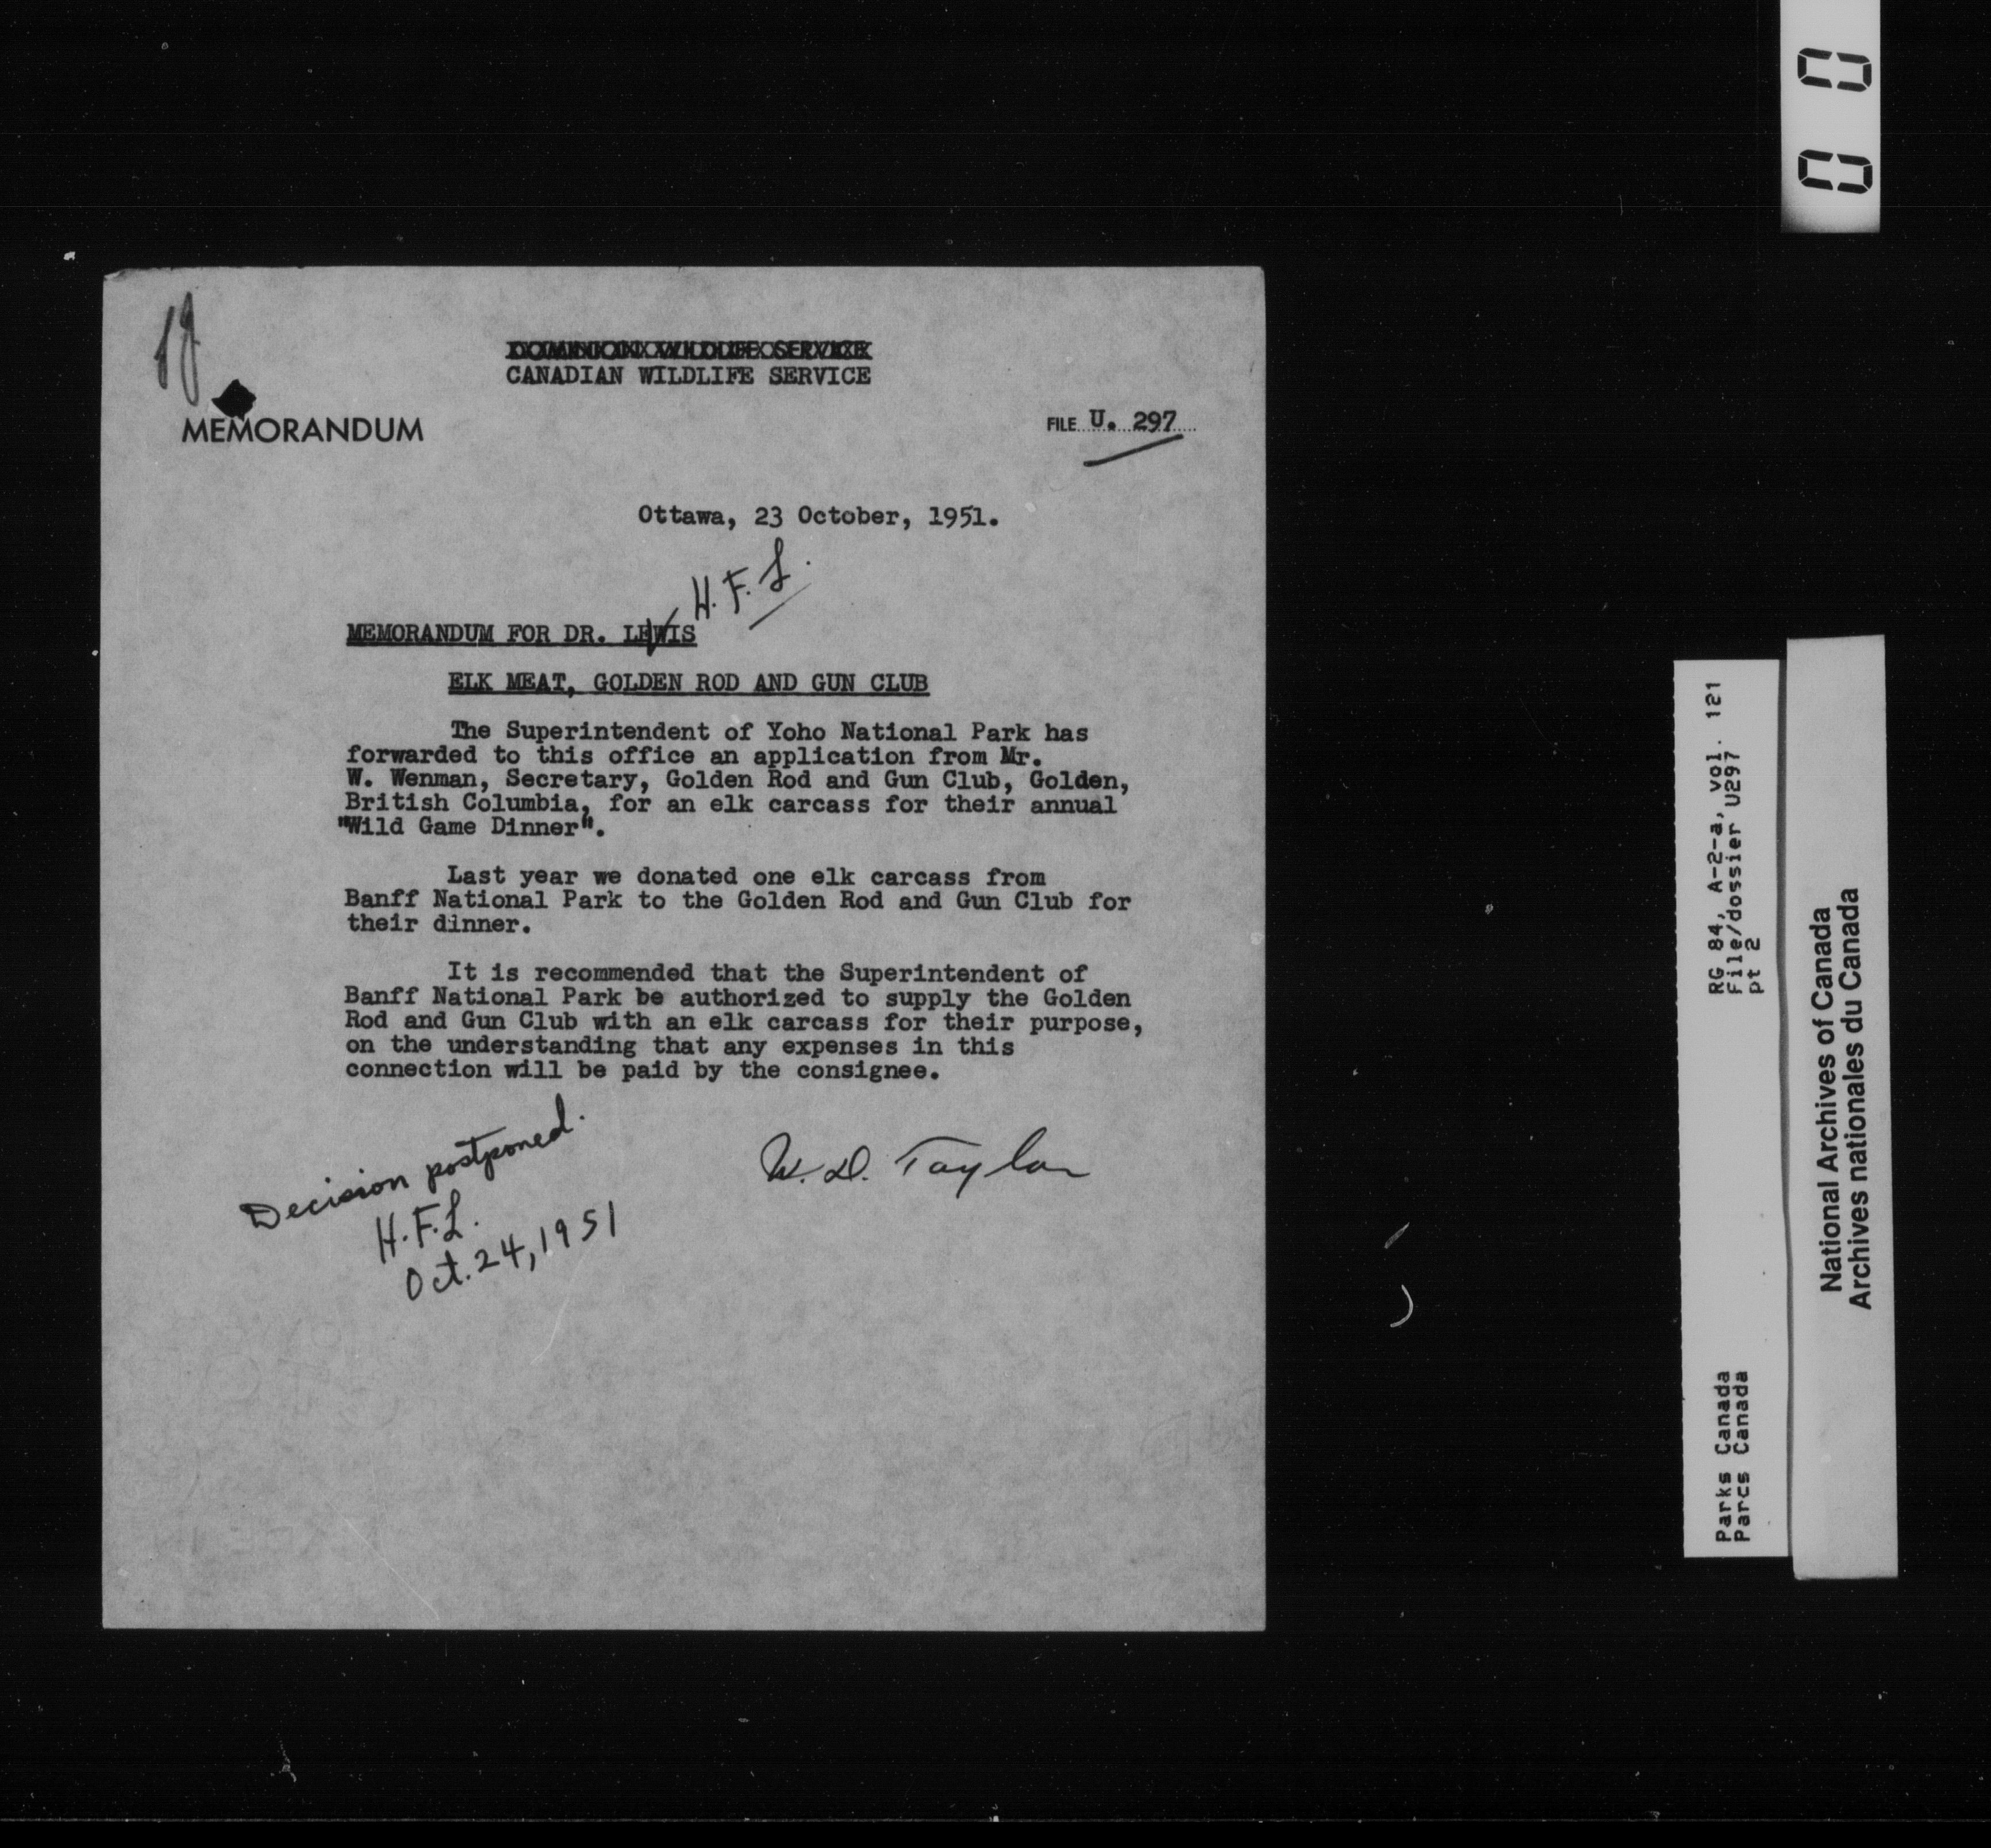 DOMINION WILDLIFE SERVICE
CANADIAN WILDLIFE SERVICE
MEMORANDUM
FILE U. 297
Ottawa, 23 October, 1951.
H.F.L.
MEMORANDUM FOR DR. LEWIS
ELK MEAT, GOLDEN ROD AND GUN CLUB
The Superintendent of Yoho National Park has
forwarded to this office an application from Mr.
W. Wenman, Secretary, Golden Rod and Gun Club, Golden,
British Columbia, for an elk carcass for their annual
"Wild Game Dinner".
Last year we donated one elk carcass from
Banff National Park to the Golden Rod and Gun Club for
their dinner.
It is recommended that the Superintendent of
Banff National Park be authorized to supply the Golden
Rod and Gun Club with an elk carcass for their purpose,
on the understanding that any expenses in this
connection will be paid by the consignee.
W. D. Taylor
Decision postponed.
H.F.L.
Oct. 24, 1951
00
RG 84, A-2-a, vol. 121
File/dossier U297
pt 2
Parks Canada
Parcs Canada
National Archives of Canada
Archives nationales du Canada